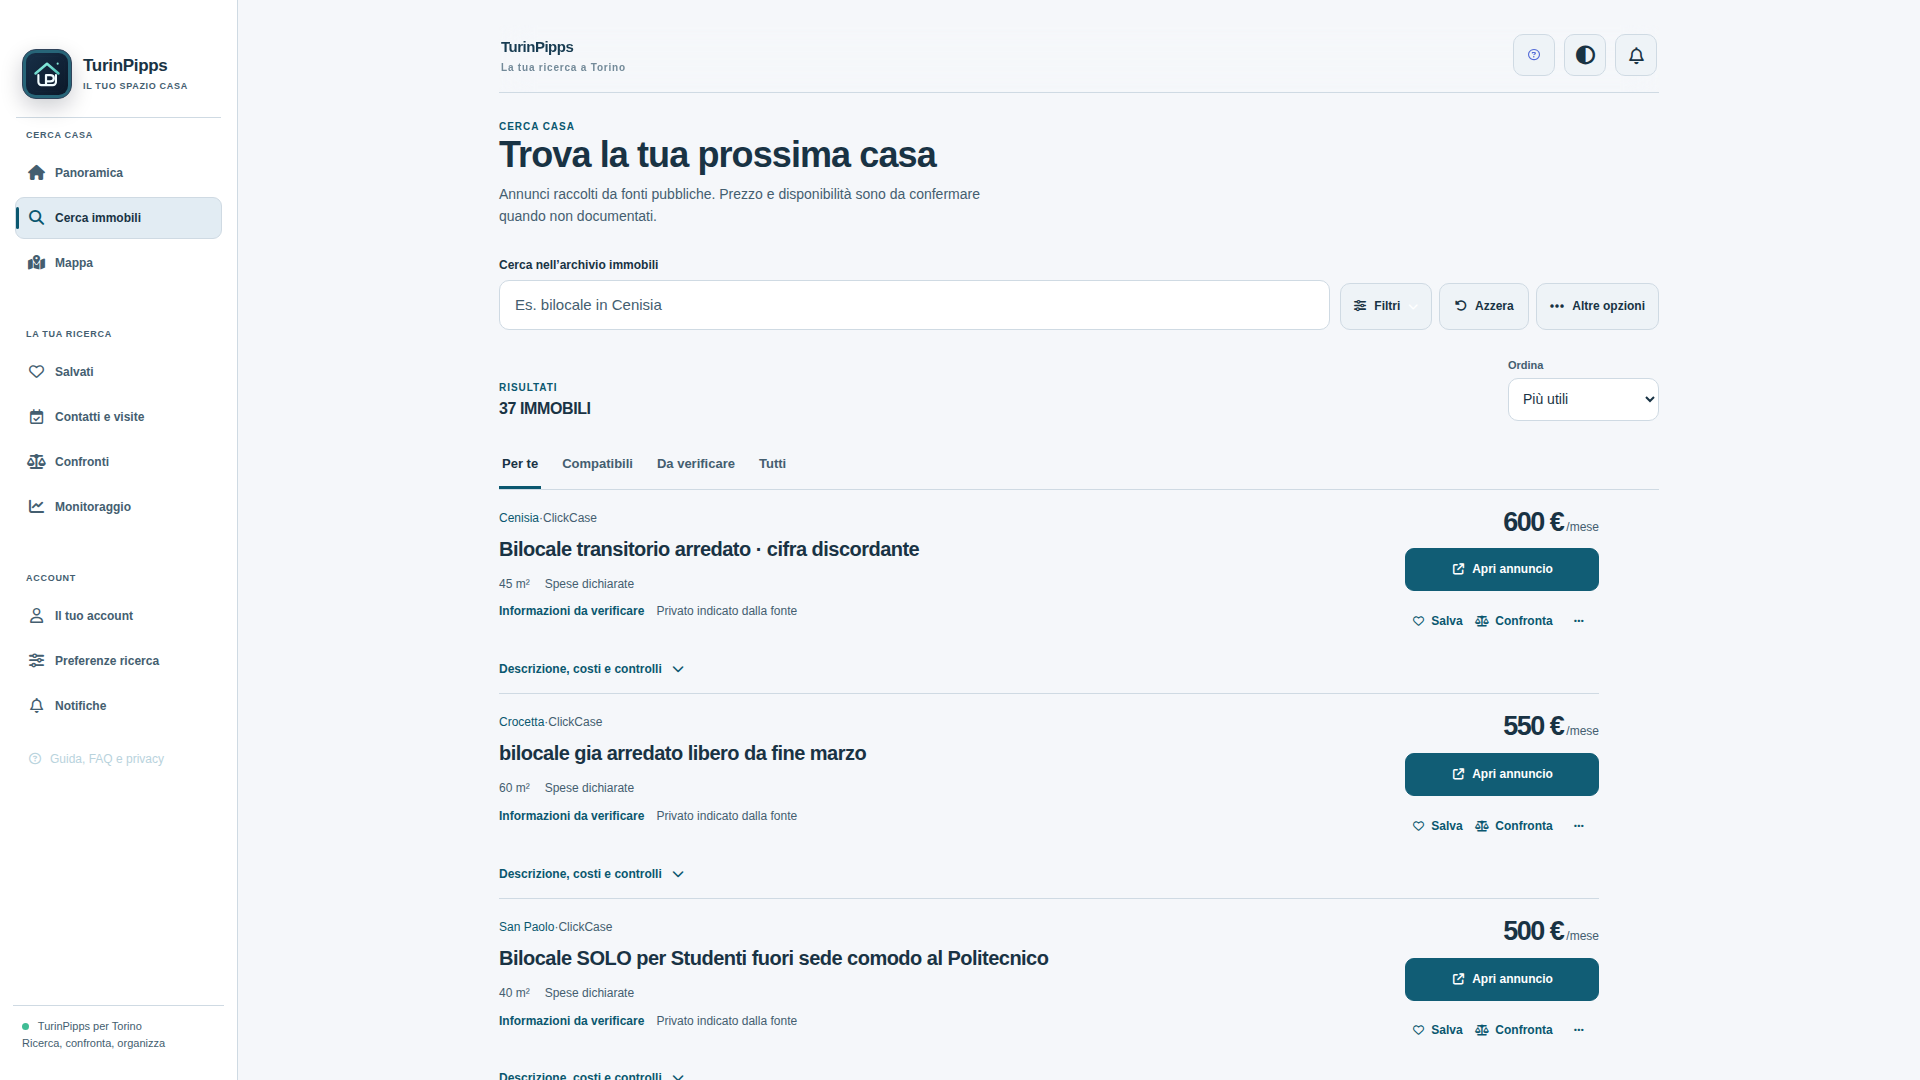 TurinPipps
IL TUO SPAZIO CASA
CERCA CASA
Panoramica
Cerca immobili
Mappa
LA TUA RICERCA
Salvati
Contatti e visite
Confronti
Monitoraggio
ACCOUNT
Il tuo account
Preferenze ricerca
Notifiche
Guida, FAQ e privacy
TurinPipps per Torino
Ricerca, confronta, organizza
TurinPipps
La tua ricerca a Torino
CERCA CASA
Trova la tua prossima casa
Annunci raccolti da fonti pubbliche. Prezzo e disponibilità sono da confermare
quando non documentati.
Cerca nell’archivio immobili
Es. bilocale in Cenisia
Filtri
Azzera
Altre opzioni
RISULTATI
37 IMMOBILI
Ordina
Più utili
Per te Compatibili Da verificare Tutti
Cenisia·ClickCase
Bilocale transitorio arredato · cifra discordante
45 m² Spese dichiarate
Informazioni da verificare Privato indicato dalla fonte
600 € /mese
Apri annuncio
Salva Confronta ···
Descrizione, costi e controlli
Crocetta·ClickCase
bilocale gia arredato libero da fine marzo
60 m² Spese dichiarate
Informazioni da verificare Privato indicato dalla fonte
550 € /mese
Apri annuncio
Salva Confronta ···
Descrizione, costi e controlli
San Paolo·ClickCase
Bilocale SOLO per Studenti fuori sede comodo al Politecnico
40 m² Spese dichiarate
Informazioni da verificare Privato indicato dalla fonte
500 € /mese
Apri annuncio
Salva Confronta ···
Descrizione, costi e controlli